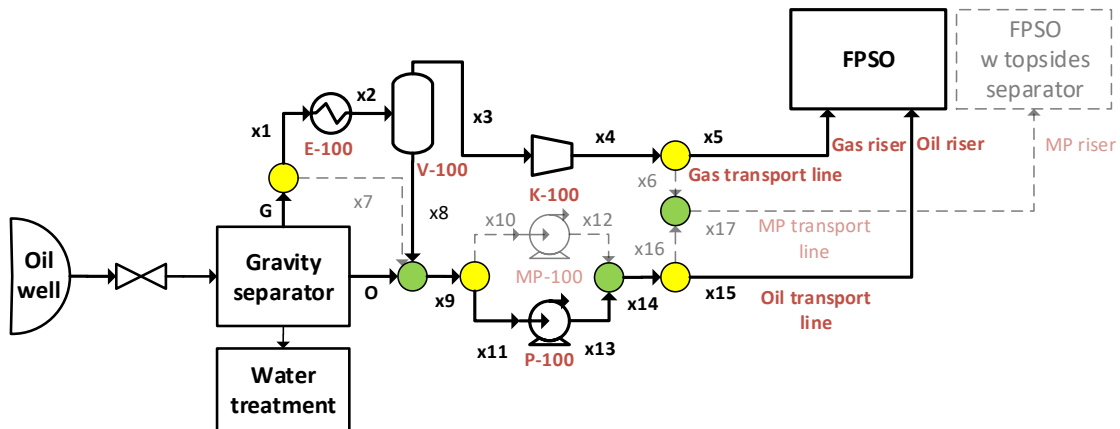 FPSO
FPSO
w topsides
separator
x1
x2
x3
x4
x5
E-100
V-100
K-100
Gas riser
Oil riser
MP riser
x6
Gas transport line
x7
G
x8
x10
x12
x17
MP transport
line
x16
Oil
well
Gravity
separator
O
x9
MP-100
x14
x15
Oil transport
line
x11
x13
P-100
Water
treatment